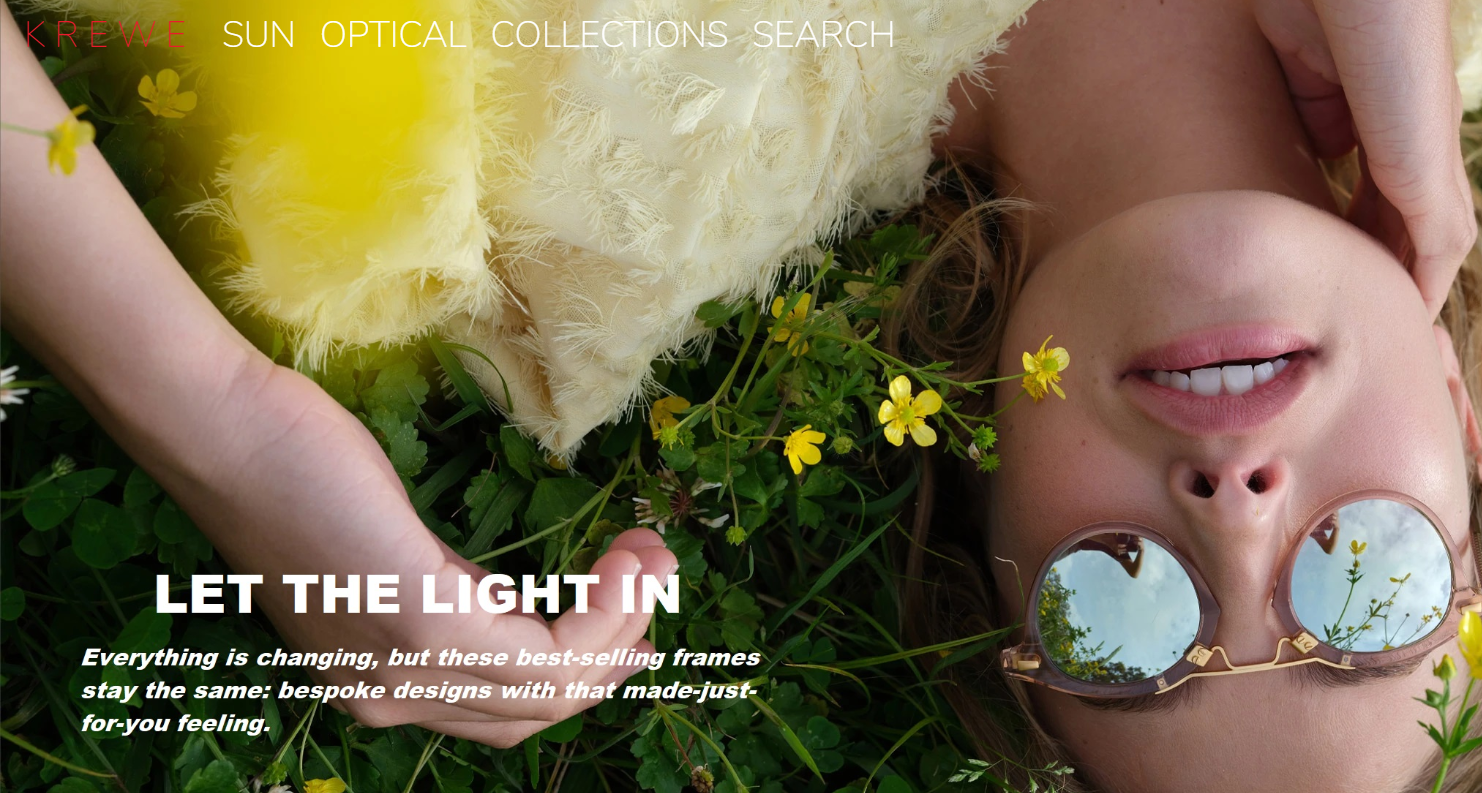 KREWE SUN OPTICAL COLLECTIONS SEARCH
LET THE LIGHT IN
Everything is changing, but these best-selling frames
stay the same: bespoke designs with that made-just-
for-you feeling.